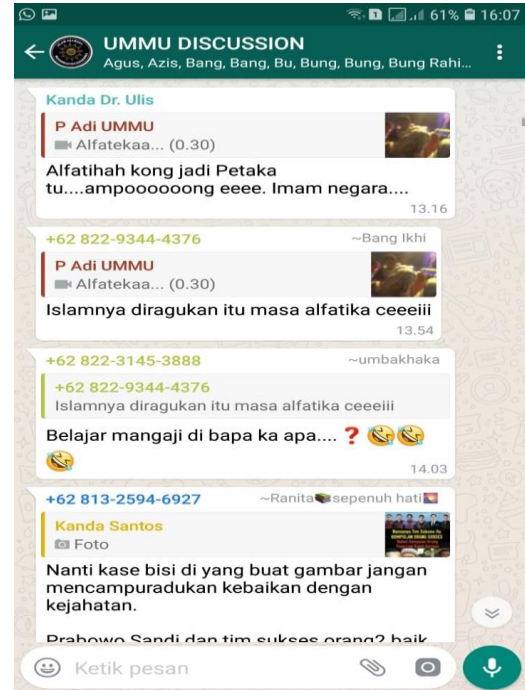 61% 16:07
UMMU DISCUSSION
Agus, Azis, Bang, Bang, Bu, Bung, Bung, Bung Rahi...
Kanda Dr. Ulis
P Adi UMMU
Alfatekaa... (0.30)
Alfatihah kong jadi Petaka
tu....ampoooooong eeee. Imam negara....
13.16
+62 822-9344-4376 ~Bang Ikhi
P Adi UMMU
Alfatekaa... (0.30)
Islamnya diragukan itu masa alfatika ceeeiii
13.54
+62 822-3145-3888 ~umbakhaka
+62 822-9344-4376
Islamnya diragukan itu masa alfatika ceeeiii
Belajar mangaji di bapa ka apa.... ❓ 🤣🤣
🤣
14.03
+62 813-2594-6927 ~Ranita📚sepenuh hati🌄
Kanda Santos
Foto
Nanti kase bisi di yang buat gambar jangan
mencampuradukan kebaikan dengan
kejahatan.
Prabowo Sandi dan tim sukses orang2 baik
Ketik pesan